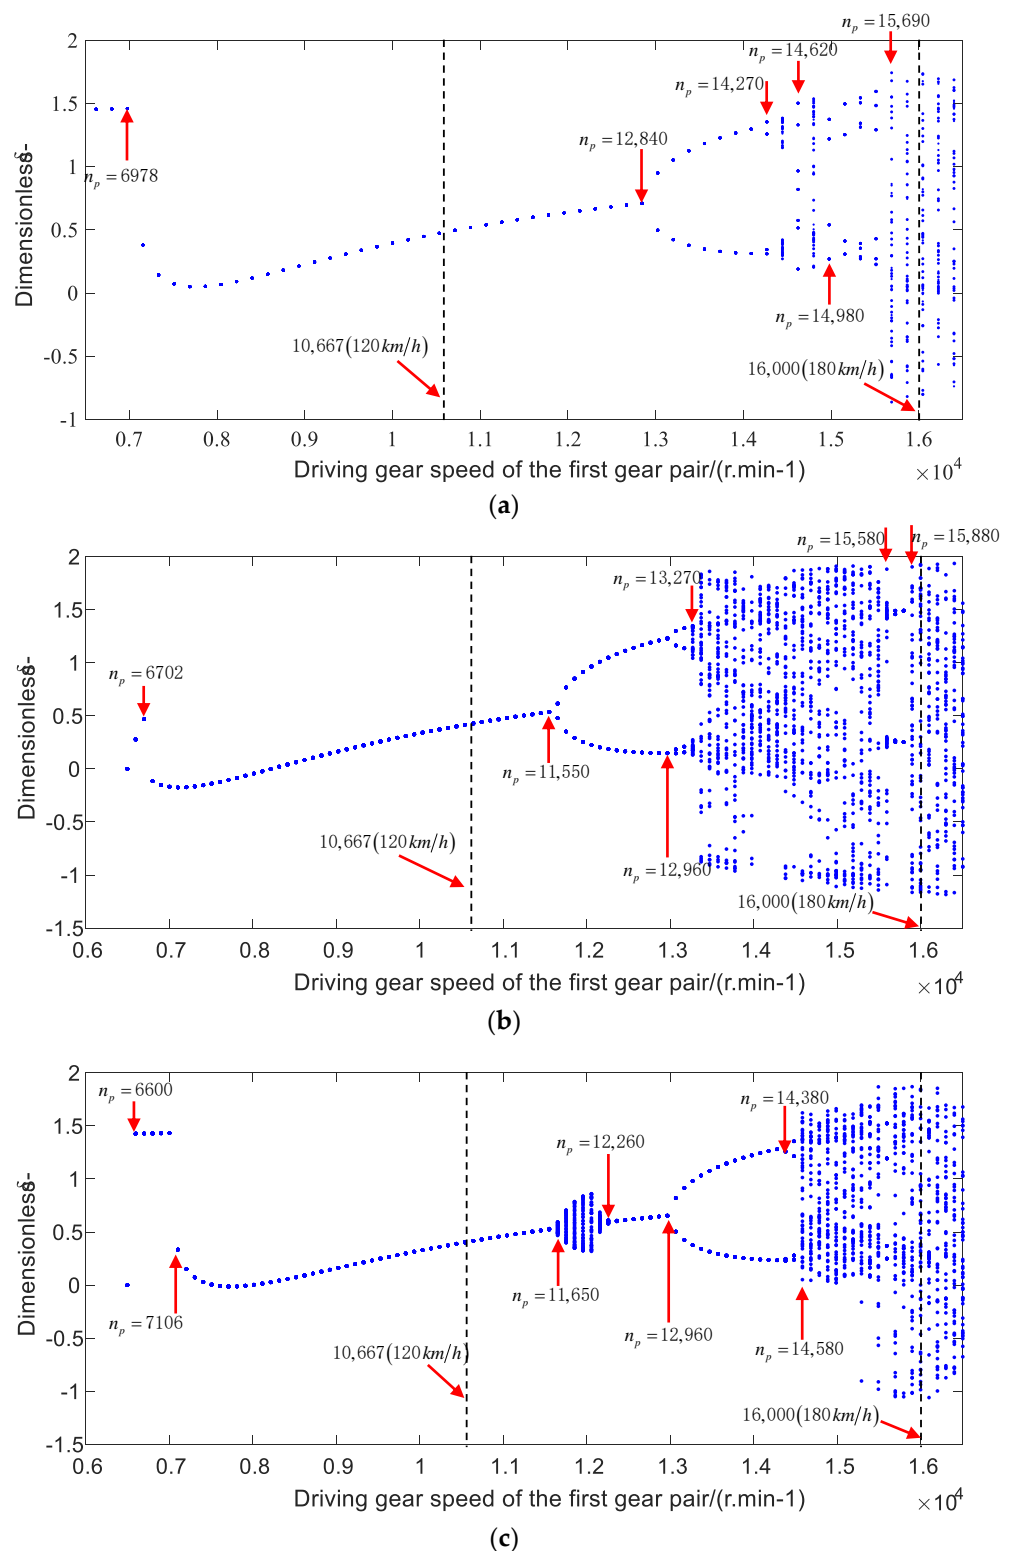 n_p = 15,690
n_p = 14,620
n_p = 14,270
n_p = 12,840
n_p = 6978
n_p = 14,980
10,667(120km/h)
16,000(180km/h)
2
1.5
1
0.5
0
-0.5
-1
0.7 0.8 0.9 1 1.1 1.2 1.3 1.4 1.5 1.6
×10^4
Dimensionless-
Driving gear speed of the first gear pair/(r.min-1)
(a)
n_p = 15,580
n_p = 15,880
n_p = 13,270
n_p = 6702
n_p = 11,550
n_p = 12,960
10,667(120km/h)
16,000(180km/h)
2
1.5
1
0.5
0
-0.5
-1
-1.5
0.6 0.7 0.8 0.9 1 1.1 1.2 1.3 1.4 1.5 1.6
×10^4
Dimensionless-
Driving gear speed of the first gear pair/(r.min-1)
(b)
n_p = 6600
n_p = 14,380
n_p = 12,260
n_p = 11,650
n_p = 7106
n_p = 12,960
n_p = 14,580
10,667(120km/h)
16,000(180km/h)
2
1.5
1
0.5
0
-0.5
-1
-1.5
0.6 0.7 0.8 0.9 1 1.1 1.2 1.3 1.4 1.5 1.6
×10^4
Dimensionless-
Driving gear speed of the first gear pair/(r.min-1)
(c)